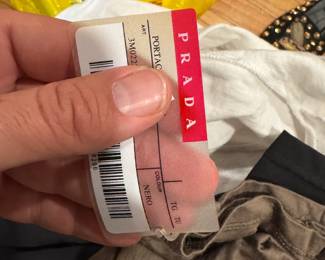 PRADA
ART.
PORTAC
3M022
COLOUR
NERO
TG